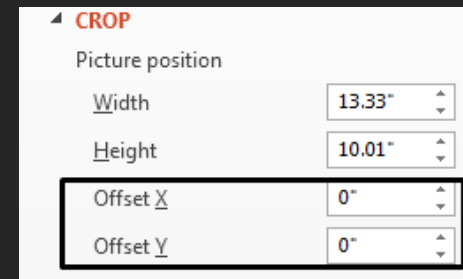 CROP
Picture position
Width 13.33"
Height 10.01"
Offset X 0"
Offset Y 0"